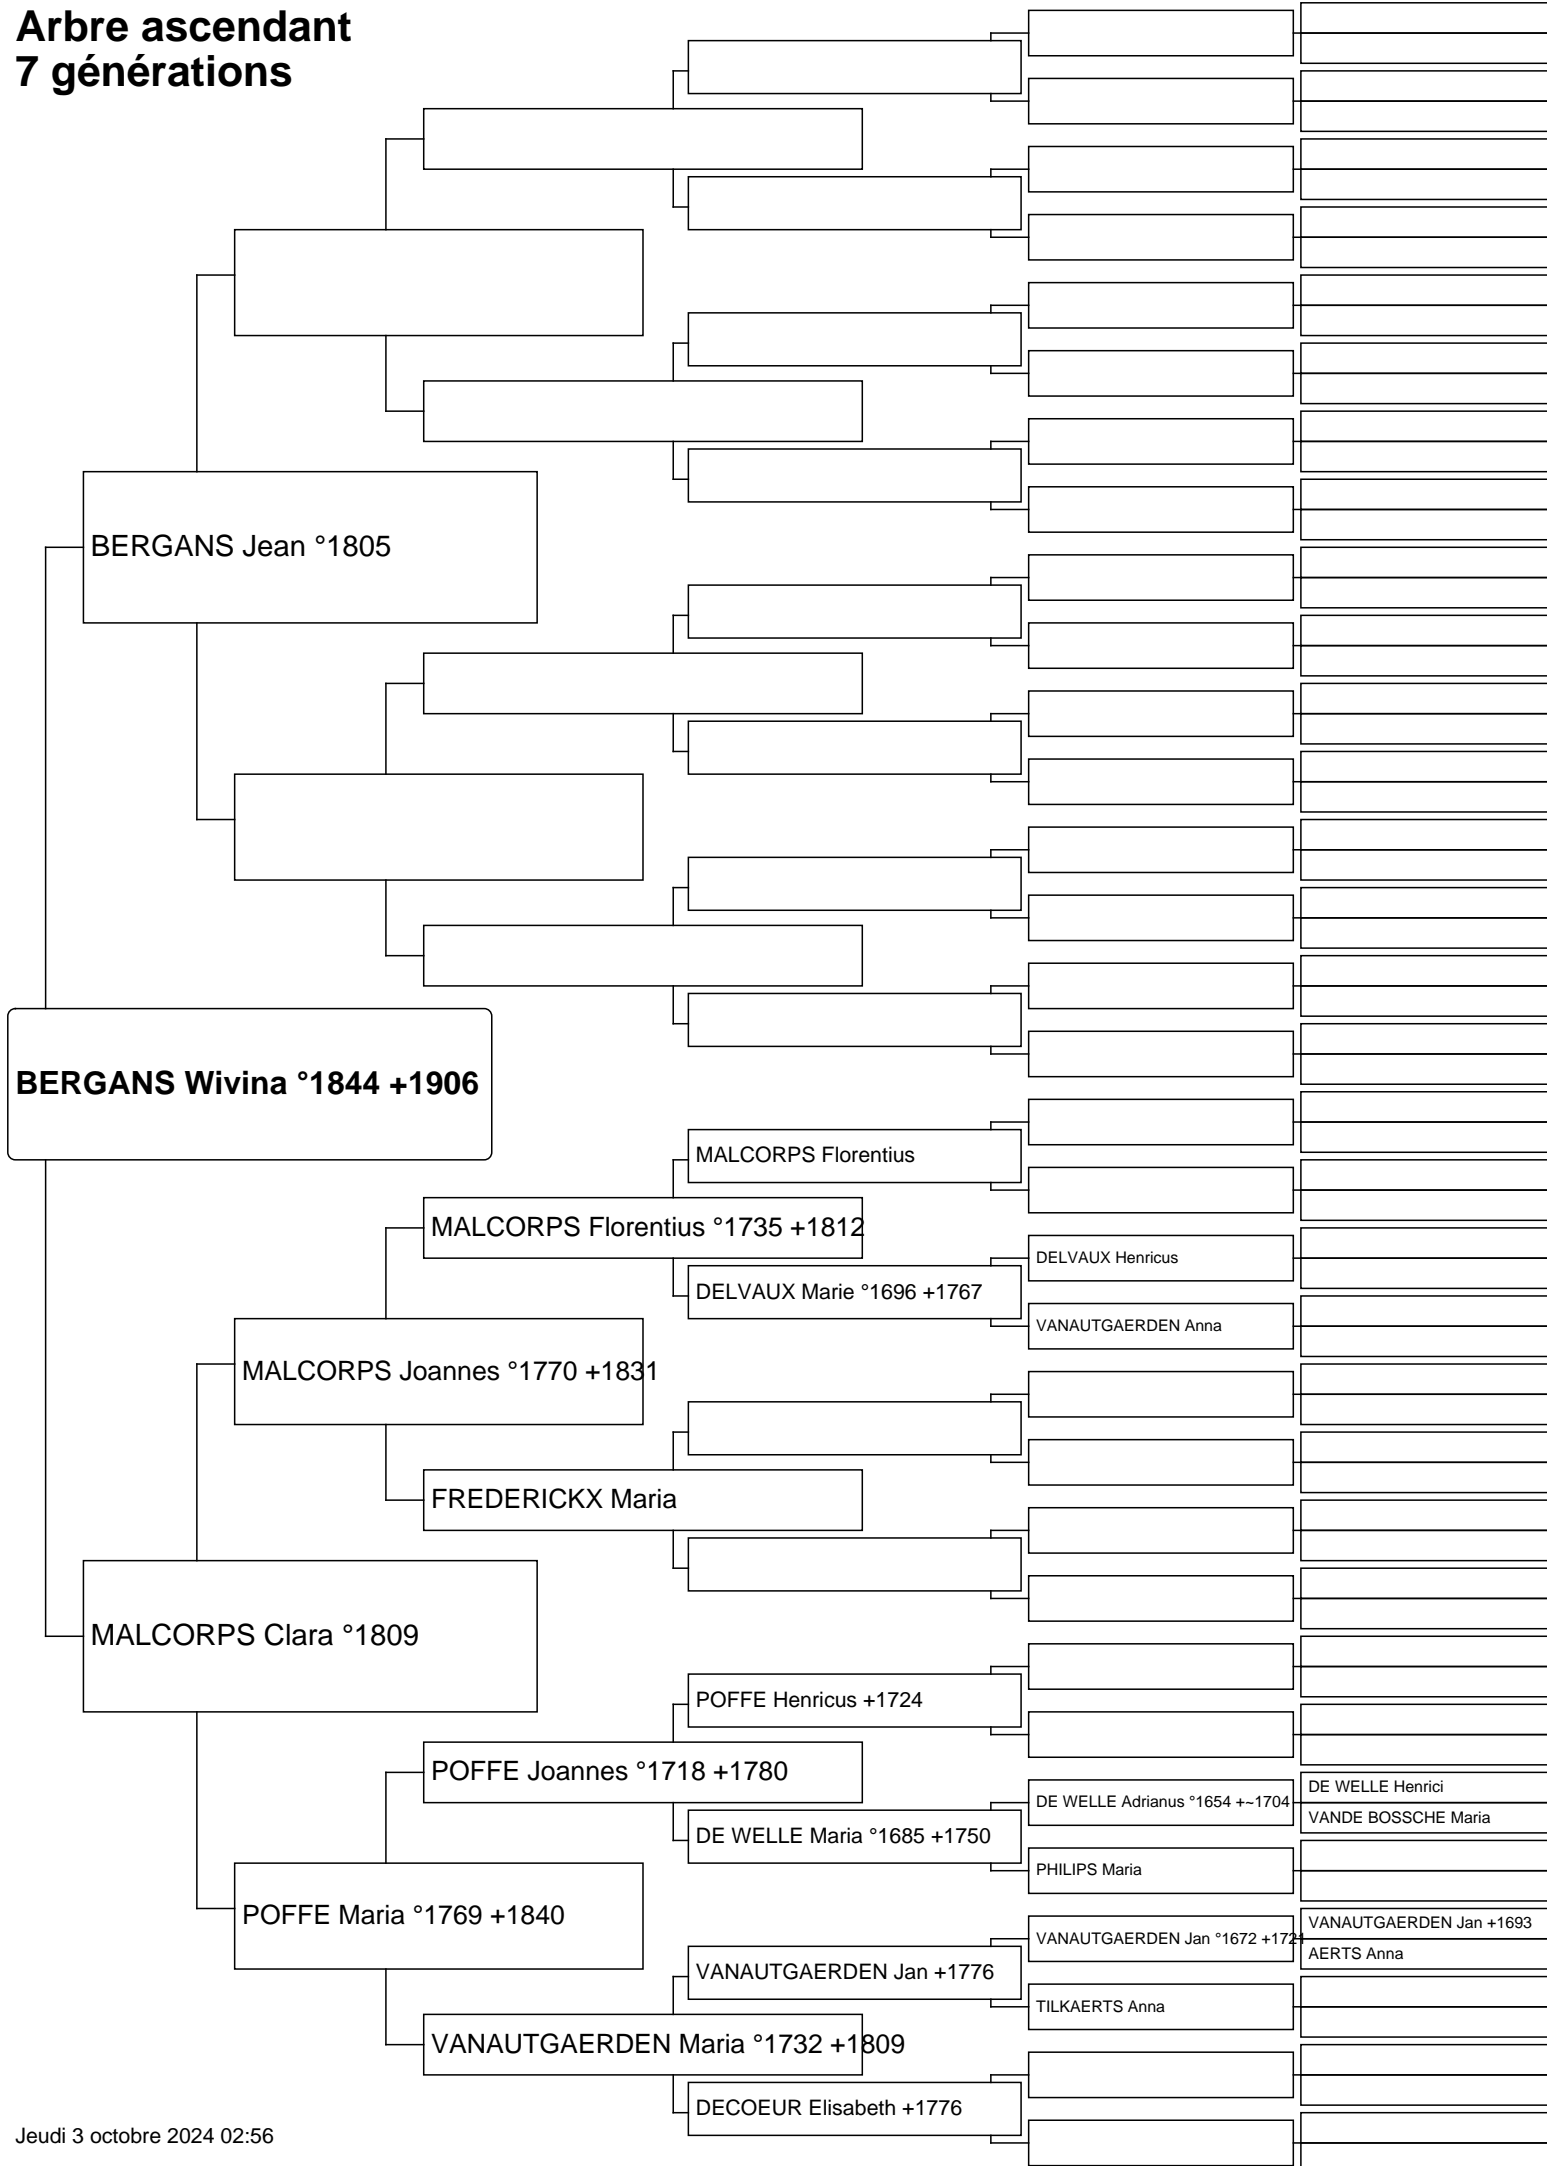 Arbre ascendant
7 générations
BERGANS Jean °1805
BERGANS Wivina °1844 +1906
MALCORPS Florentius
MALCORPS Florentius °1735 +1812
DELVAUX Henricus
DELVAUX Marie °1696 +1767
VANAUTGAERDEN Anna
MALCORPS Joannes °1770 +1831
FREDERICKX Maria
MALCORPS Clara °1809
POFFE Henricus +1724
POFFE Joannes °1718 +1780
DE WELLE Henrici
DE WELLE Adrianus °1654 +~1704
VANDE BOSSCHE Maria
DE WELLE Maria °1685 +1750
PHILIPS Maria
POFFE Maria °1769 +1840
VANAUTGAERDEN Jan +1693
VANAUTGAERDEN Jan °1672 +1721
AERTS Anna
VANAUTGAERDEN Jan +1776
TILKAERTS Anna
VANAUTGAERDEN Maria °1732 +1809
DECOEUR Elisabeth +1776
Jeudi 3 octobre 2024 02:56